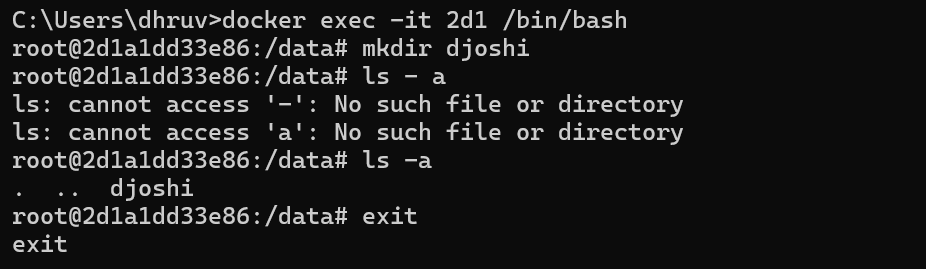 C:\Users\dhruv>docker exec -it 2d1 /bin/bash
root@2d1a1dd33e86:/data# mkdir djoshi
root@2d1a1dd33e86:/data# ls - a
ls: cannot access '-': No such file or directory
ls: cannot access 'a': No such file or directory
root@2d1a1dd33e86:/data# ls -a
.  ..  djoshi
root@2d1a1dd33e86:/data# exit
exit